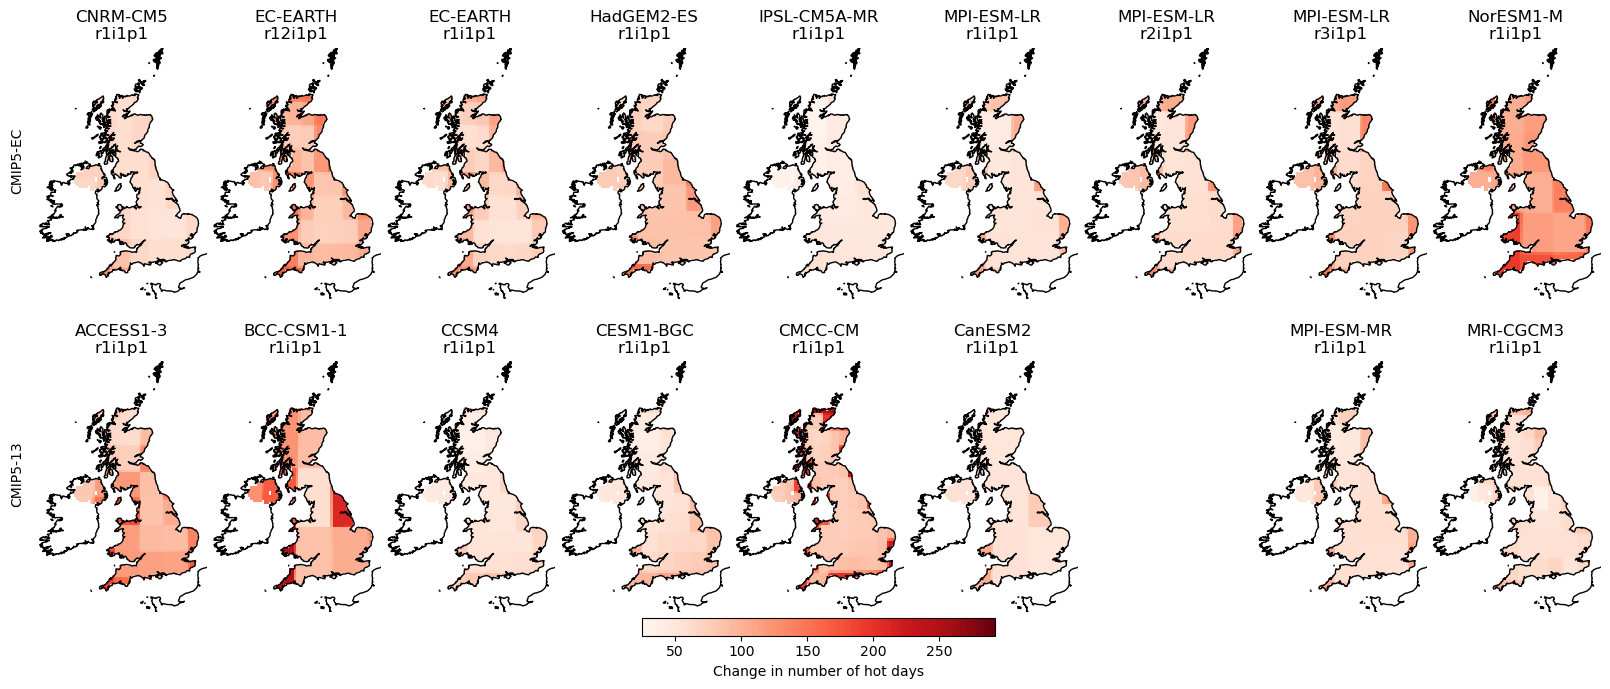 CNRM-CM5 EC-EARTH EC-EARTH HadGEM2-ES IPSL-CM5A-MR MPI-ESM-LR MPI-ESM-LR MPI-ESM-LR NorESM1-M
r1i1p1 r12i1p1 r1i1p1 r1i1p1 r1i1p1 r1i1p1 r2i1p1 r3i1p1 r1i1p1
CMIP5-EC
ACCESS1-3 BCC-CSM1-1 CCSM4 CESM1-BGC CMCC-CM CanESM2 MPI-ESM-MR MRI-CGCM3
r1i1p1 r1i1p1 r1i1p1 r1i1p1 r1i1p1 r1i1p1 r1i1p1 r1i1p1
CMIP5-13
50 100 150 200 250
Change in number of hot days